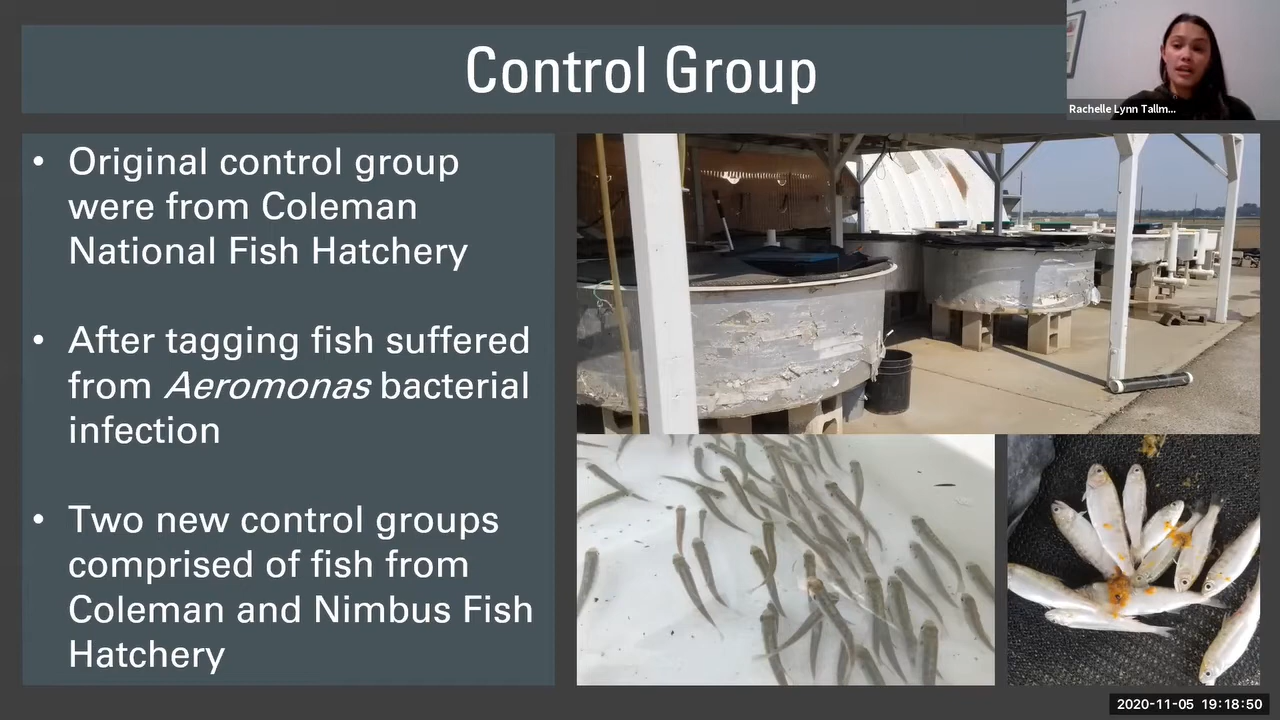 Control Group
Rachelle Lynn Tallm...
• Original control group
were from Coleman
National Fish Hatchery
• After tagging fish suffered
from Aeromonas bacterial
infection
• Two new control groups
comprised of fish from
Coleman and Nimbus Fish
Hatchery
2020-11-05 19:18:50